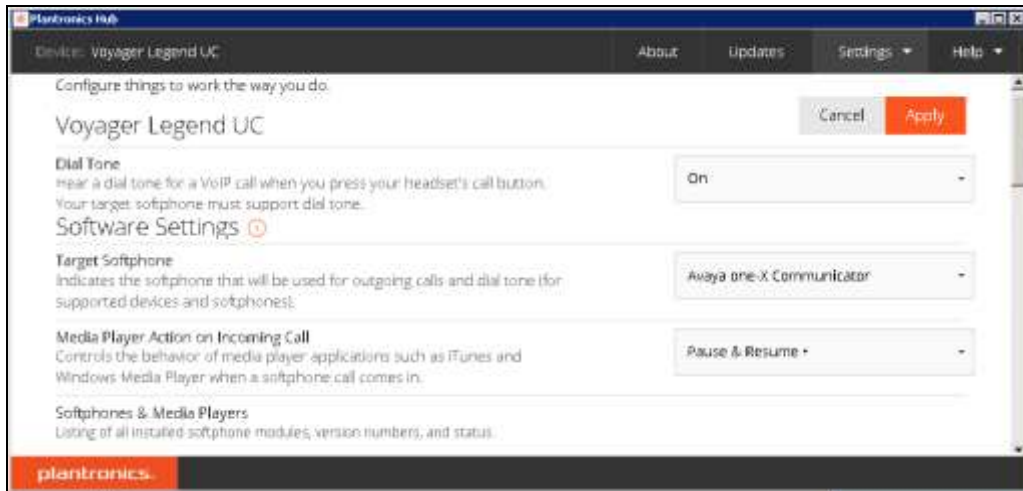 Plantronics Hub
Device: Voyager Legend UC
About
Updates
Settings
Help
Configure things to work the way you do.
Voyager Legend UC
Cancel
Apply
Dial Tone
Hear a dial tone for a VoIP call when you press your headset's call button.
Your target softphone must support dial tone.
On
Software Settings
Target Softphone
Indicates the softphone that will be used for outgoing calls and dial tone (for
supported devices and softphones).
Avaya one-X Communicator
Media Player Action on Incoming Call
Controls the behavior of media player applications such as iTunes and
Windows Media Player when a softphone call comes in.
Pause & Resume •
Softphones & Media Players
Listing of all installed softphone modules, version numbers, and status.
plantronics.